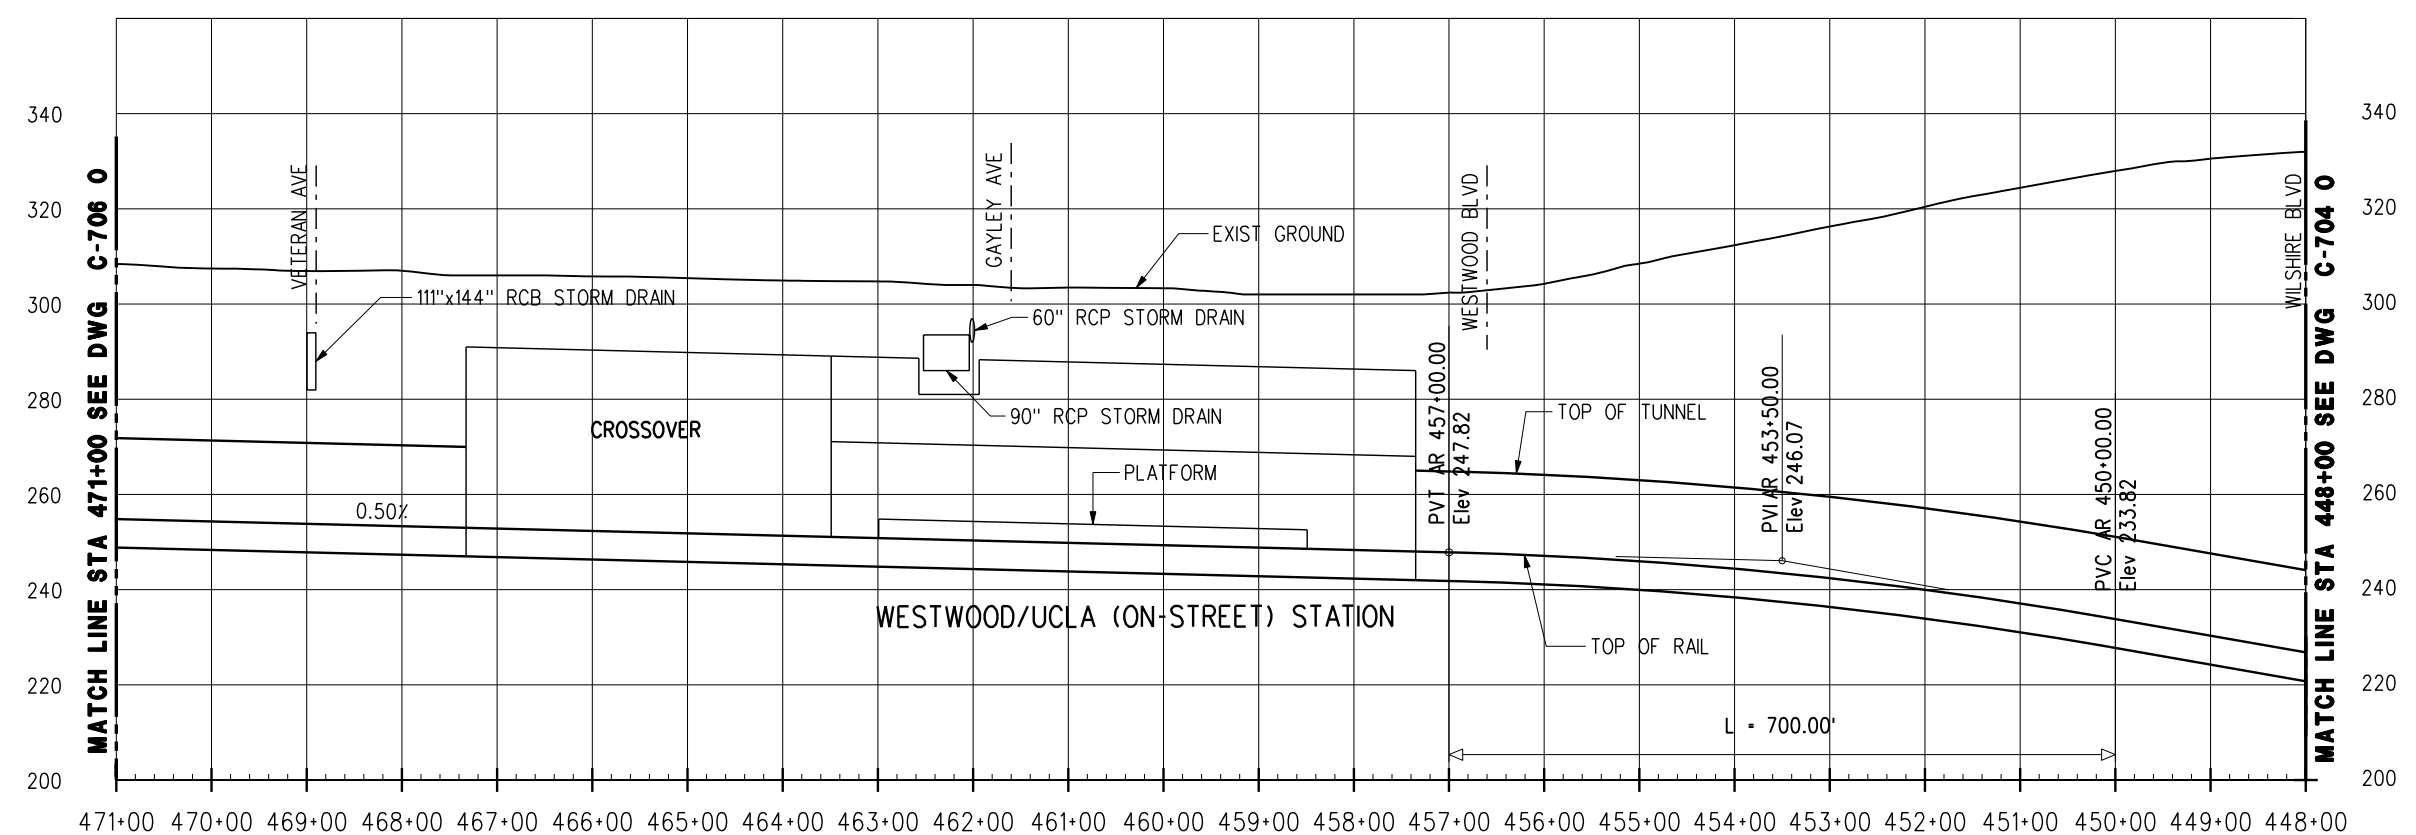 340
320
300
280
260
240
220
200
340
320
300
280
260
240
220
200
MATCH LINE STA 471+00 SEE DWG C-706 O
VETERAN AVE
111"x144" RCB STORM DRAIN
0.50%
CROSSOVER
GAYLEY AVE
EXIST GROUND
60" RCP STORM DRAIN
90" RCP STORM DRAIN
PLATFORM
WESTWOOD/UCLA (ON-STREET) STATION
WESTWOOD BLVD
PVT AR 457+00.00
Elev 247.82
TOP OF TUNNEL
TOP OF RAIL
PVI AR 453+50.00
Elev 246.07
PVC AR 450+00.00
Elev 233.82
L = 700.00'
WILSHIRE BLVD
MATCH LINE STA 448+00 SEE DWG C-704 O
471+00 470+00 469+00 468+00 467+00 466+00 465+00 464+00 463+00 462+00 461+00 460+00 459+00 458+00 457+00 456+00 455+00 454+00 453+00 452+00 451+00 450+00 449+00 448+00